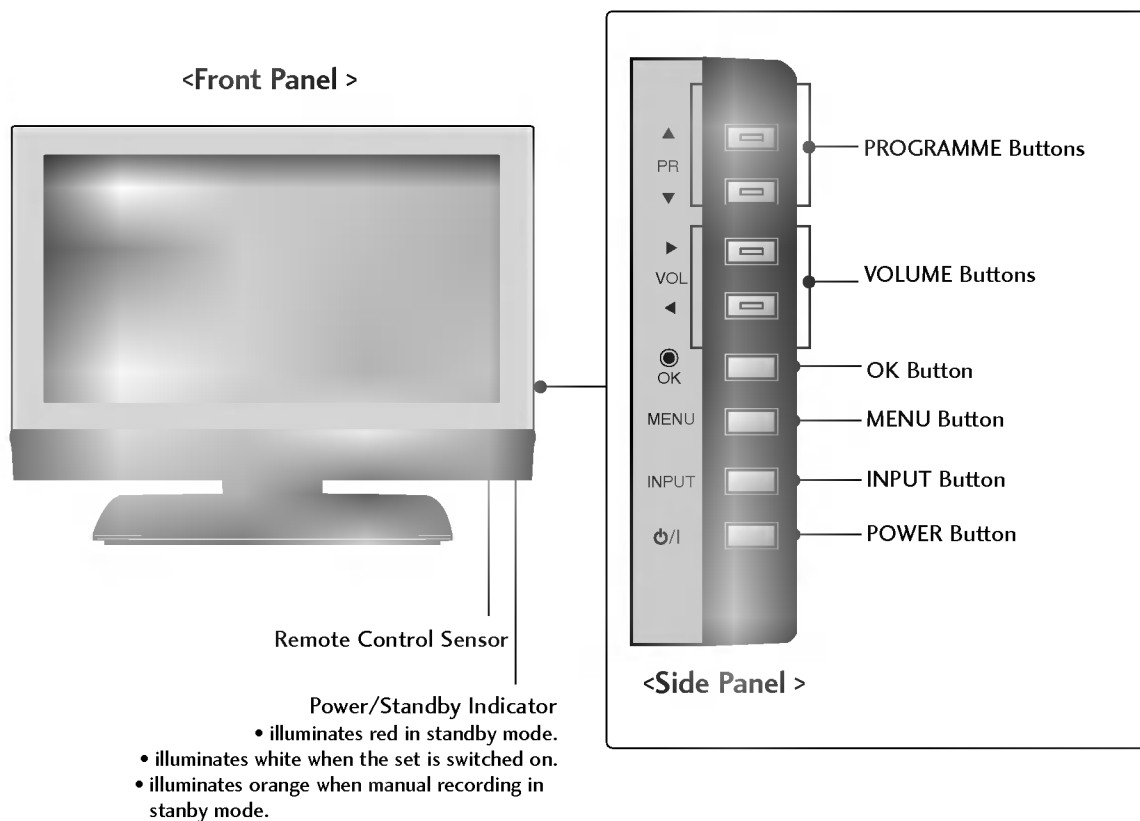 <Front Panel >
▲
PR
▼
►
VOL
◄
OK
MENU
INPUT
⏻/I
PROGRAMME Buttons
VOLUME Buttons
OK Button
MENU Button
INPUT Button
POWER Button
<Side Panel >
Remote Control Sensor
Power/Standby Indicator
• illuminates red in standby mode.
• illuminates white when the set is switched on.
• illuminates orange when manual recording in
stanby mode.